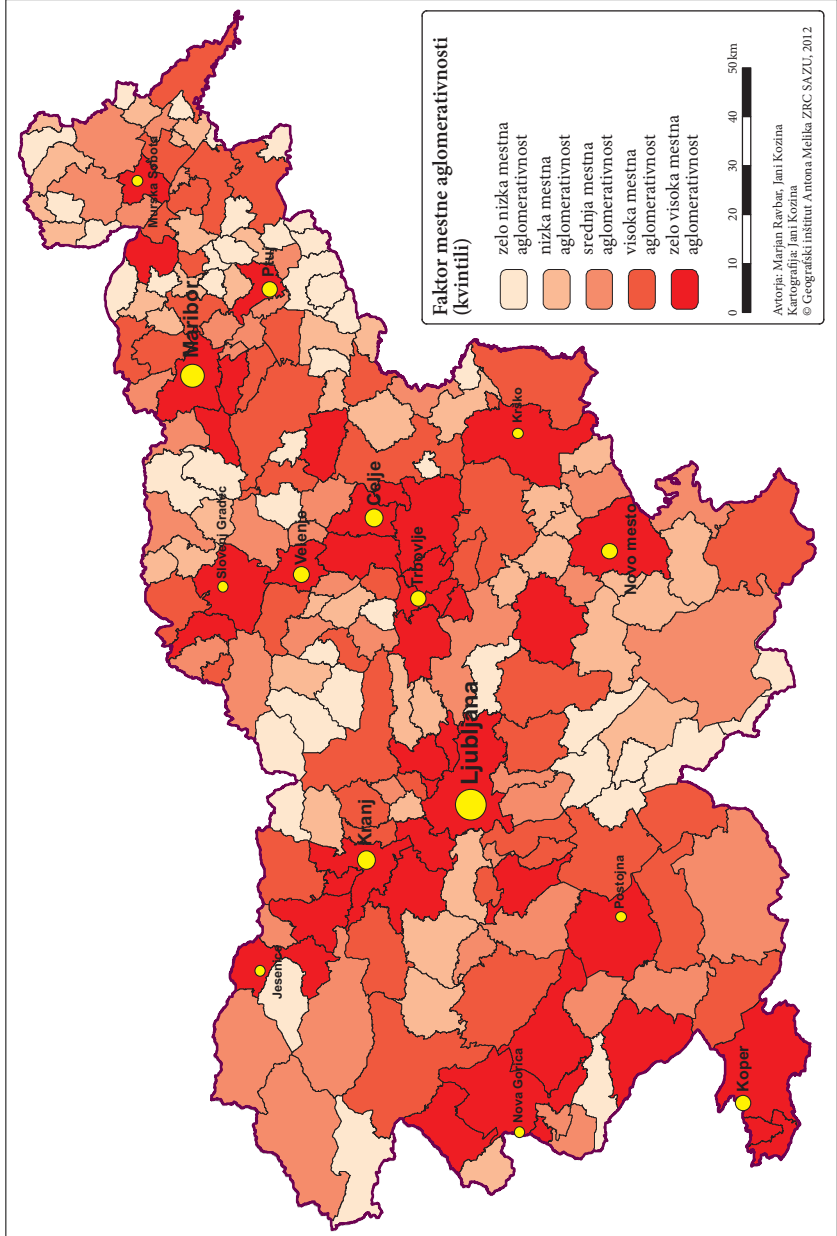 Murska Sobota
Maribor
Ptuj
Slovenj Gradec
Velenje
Celje
Krško
Trbovlje
Novo mesto
Jesenice
Kranj
Ljubljana
Postojna
Nova Gorica
Koper
Faktor mestne aglomerativnosti
(kvintili)
zelo nizka mestna
aglomerativnost
nizka mestna
aglomerativnost
srednja mestna
aglomerativnost
visoka mestna
aglomerativnost
zelo visoka mestna
aglomerativnost
0 10 20 30 40 50 km
Avtorja: Marjan Ravbar, Jani Kozina
Kartografija: Jani Kozina
© Geografski inštitut Antona Melika ZRC SAZU, 2012